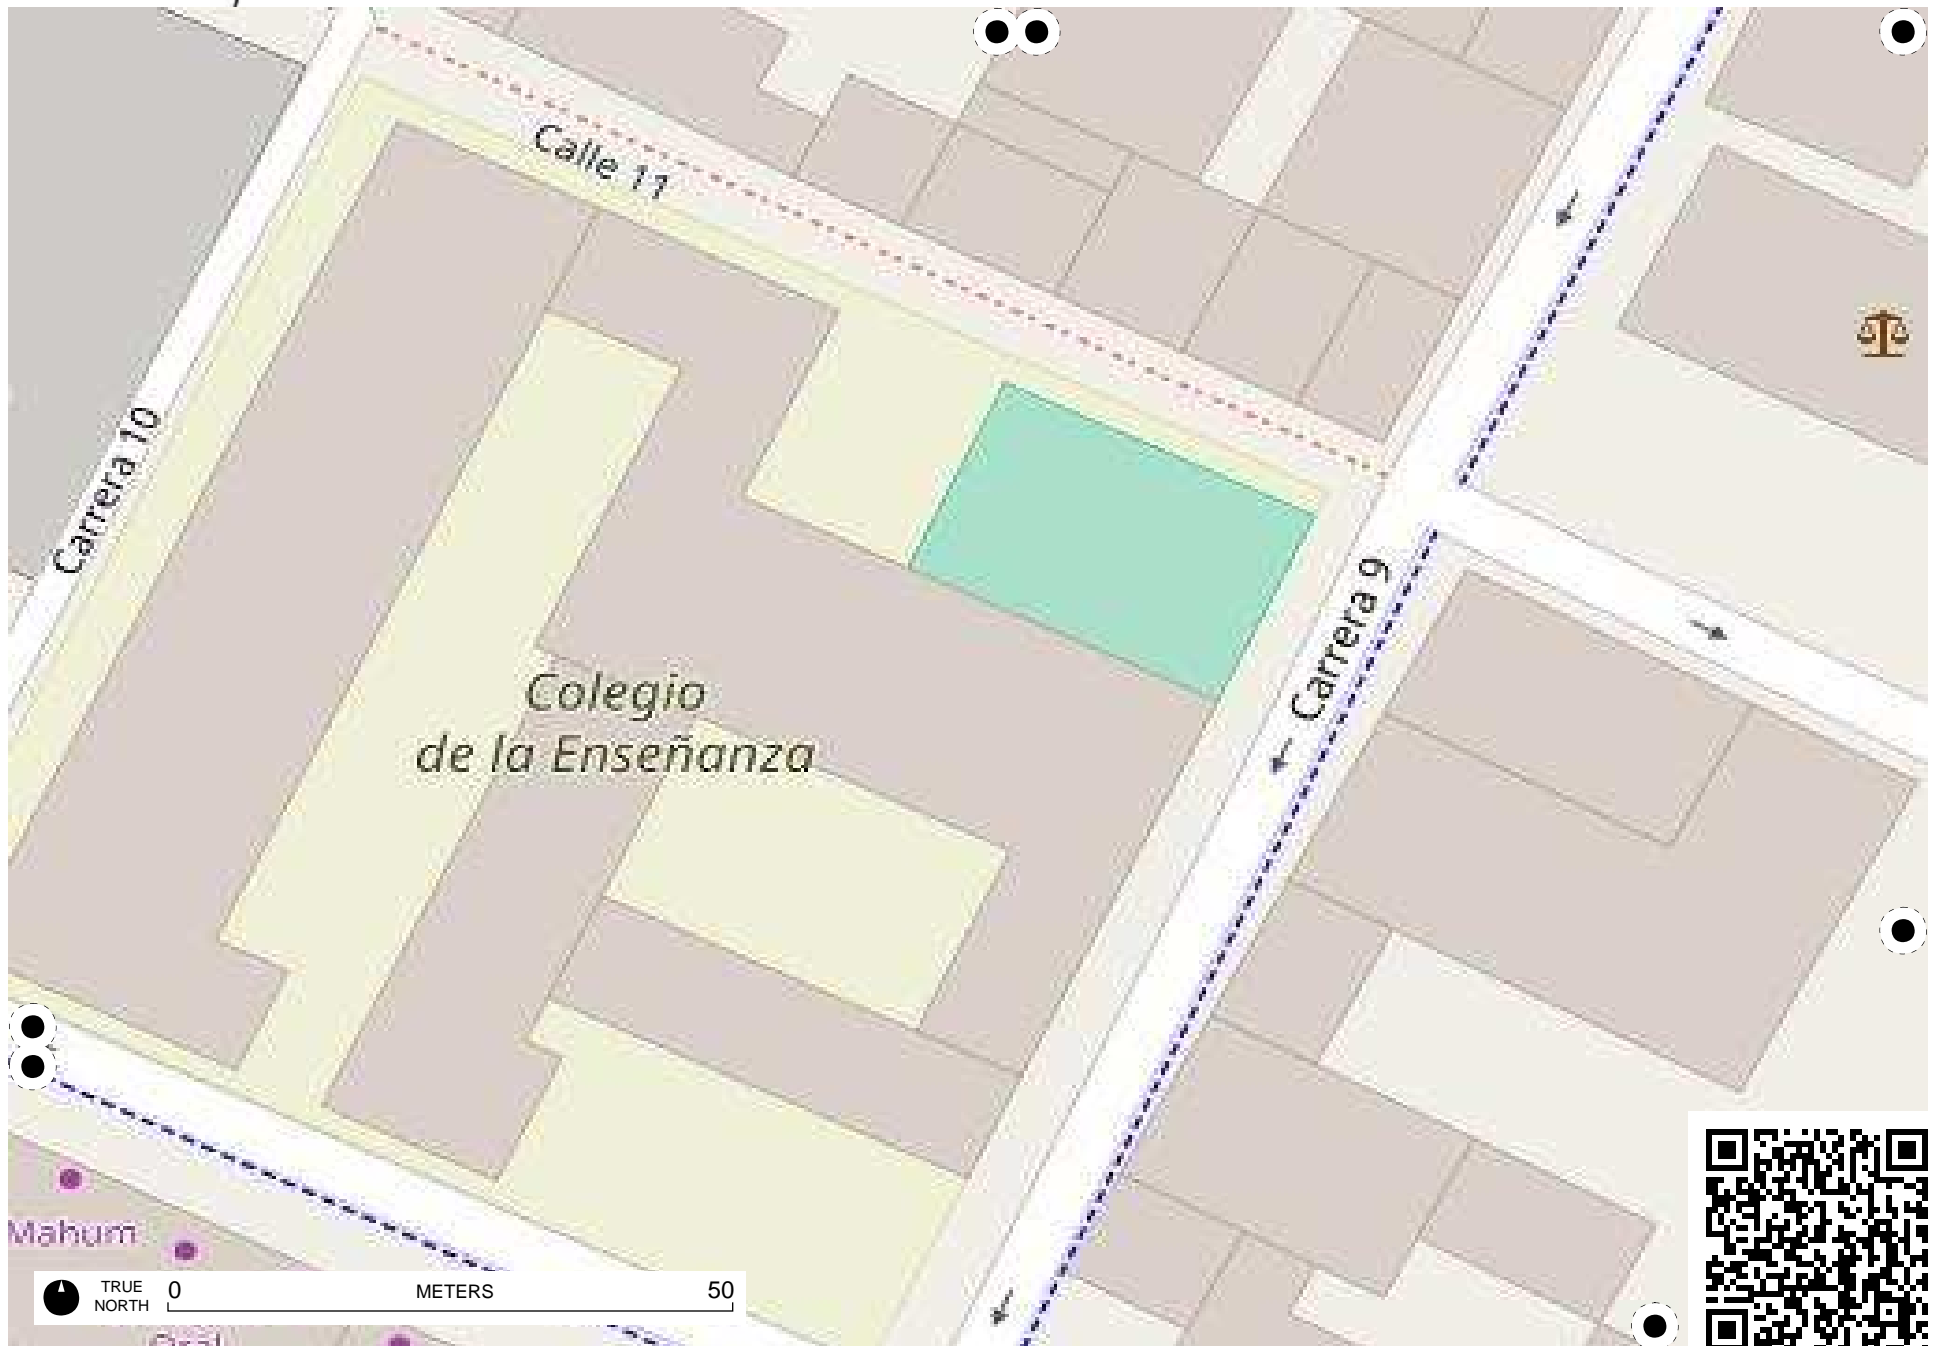 Calle 11
Carrera 10
Carrera 9
Colegio
de la Enseñanza
Mahum
TRUE
NORTH
0 METERS 50